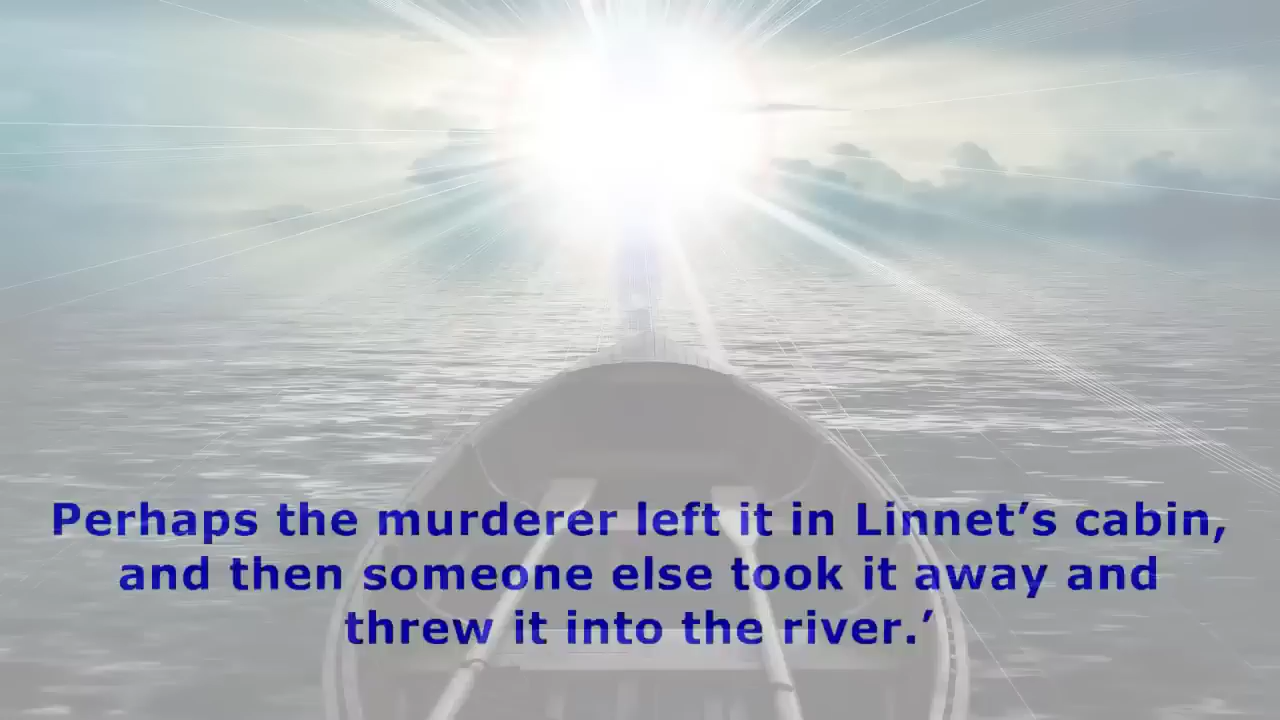 Perhaps the murderer left it in Linnet’s cabin,
and then someone else took it away and
threw it into the river.’